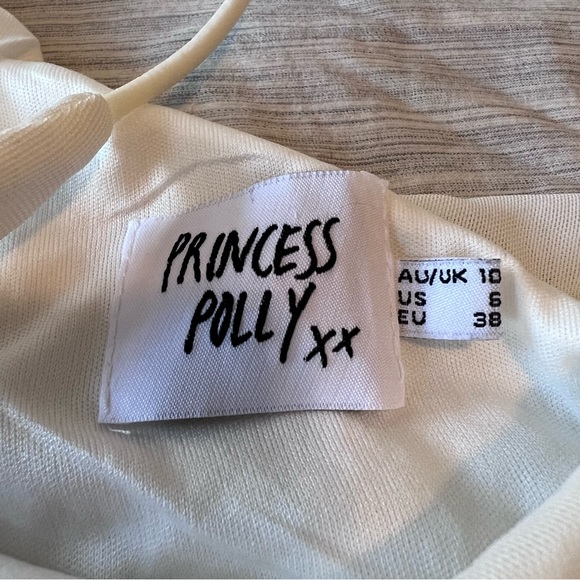 PRINCESS
POLLY xx
AU/UK 10
US 6
EU 38